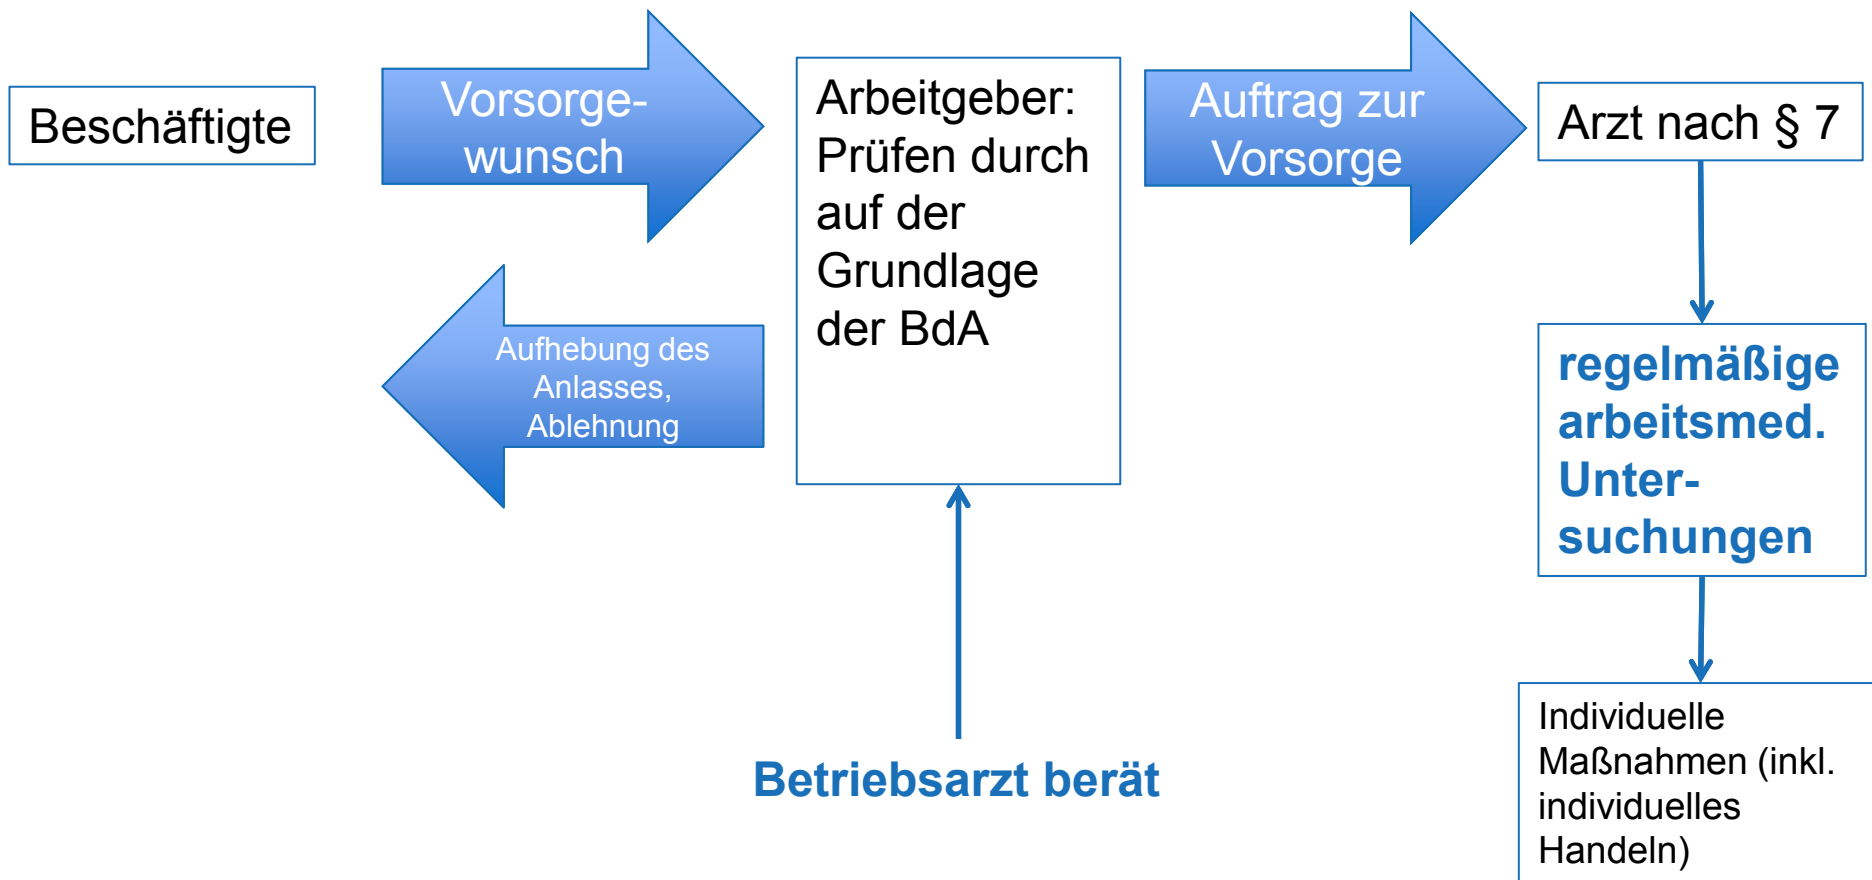 Beschäftigte
Vorsorge-
wunsch
Arbeitgeber:
Prüfen durch
auf der
Grundlage
der BdA
Auftrag zur
Vorsorge
Arzt nach § 7
Aufhebung des
Anlasses,
Ablehnung
regelmäßige
arbeitsmed.
Unter-
suchungen
Betriebsarzt berät
Individuelle
Maßnahmen (inkl.
individuelles
Handeln)